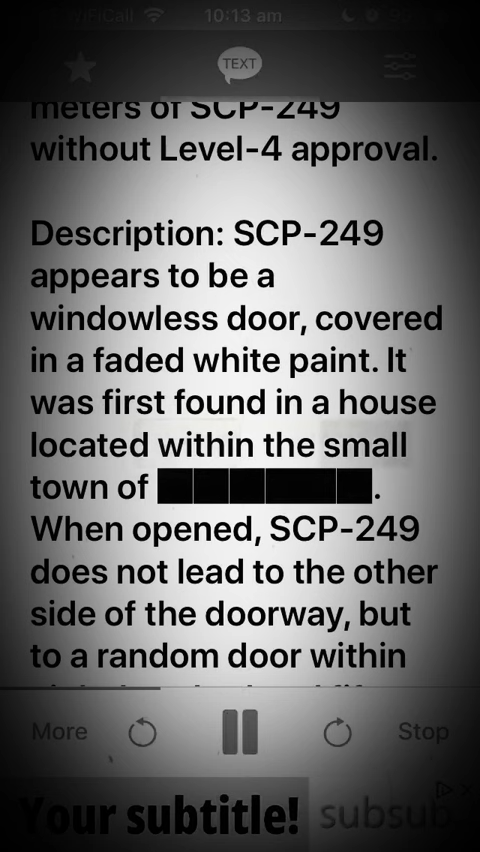 WiFiCall 10:13 am
TEXT
meters of SCP-249
without Level-4 approval.
Description: SCP-249
appears to be a
windowless door, covered
in a faded white paint. It
was first found in a house
located within the small
town of ███████.
When opened, SCP-249
does not lead to the other
side of the doorway, but
to a random door within
More Stop
Your subtitle! subsub